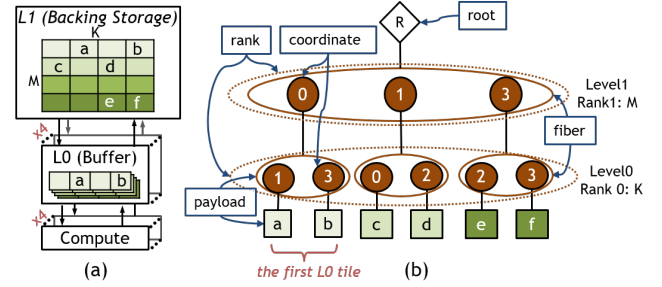 L1 (Backing Storage)
K
a b
c d
M
e f
x4
L0 (Buffer)
a b
x4
Compute
(a)
R
root
rank
coordinate
0 1 3
Level1
Rank1: M
fiber
1 3 0 2 2 3
Level0
Rank 0: K
payload
a b c d e f
the first L0 tile
(b)